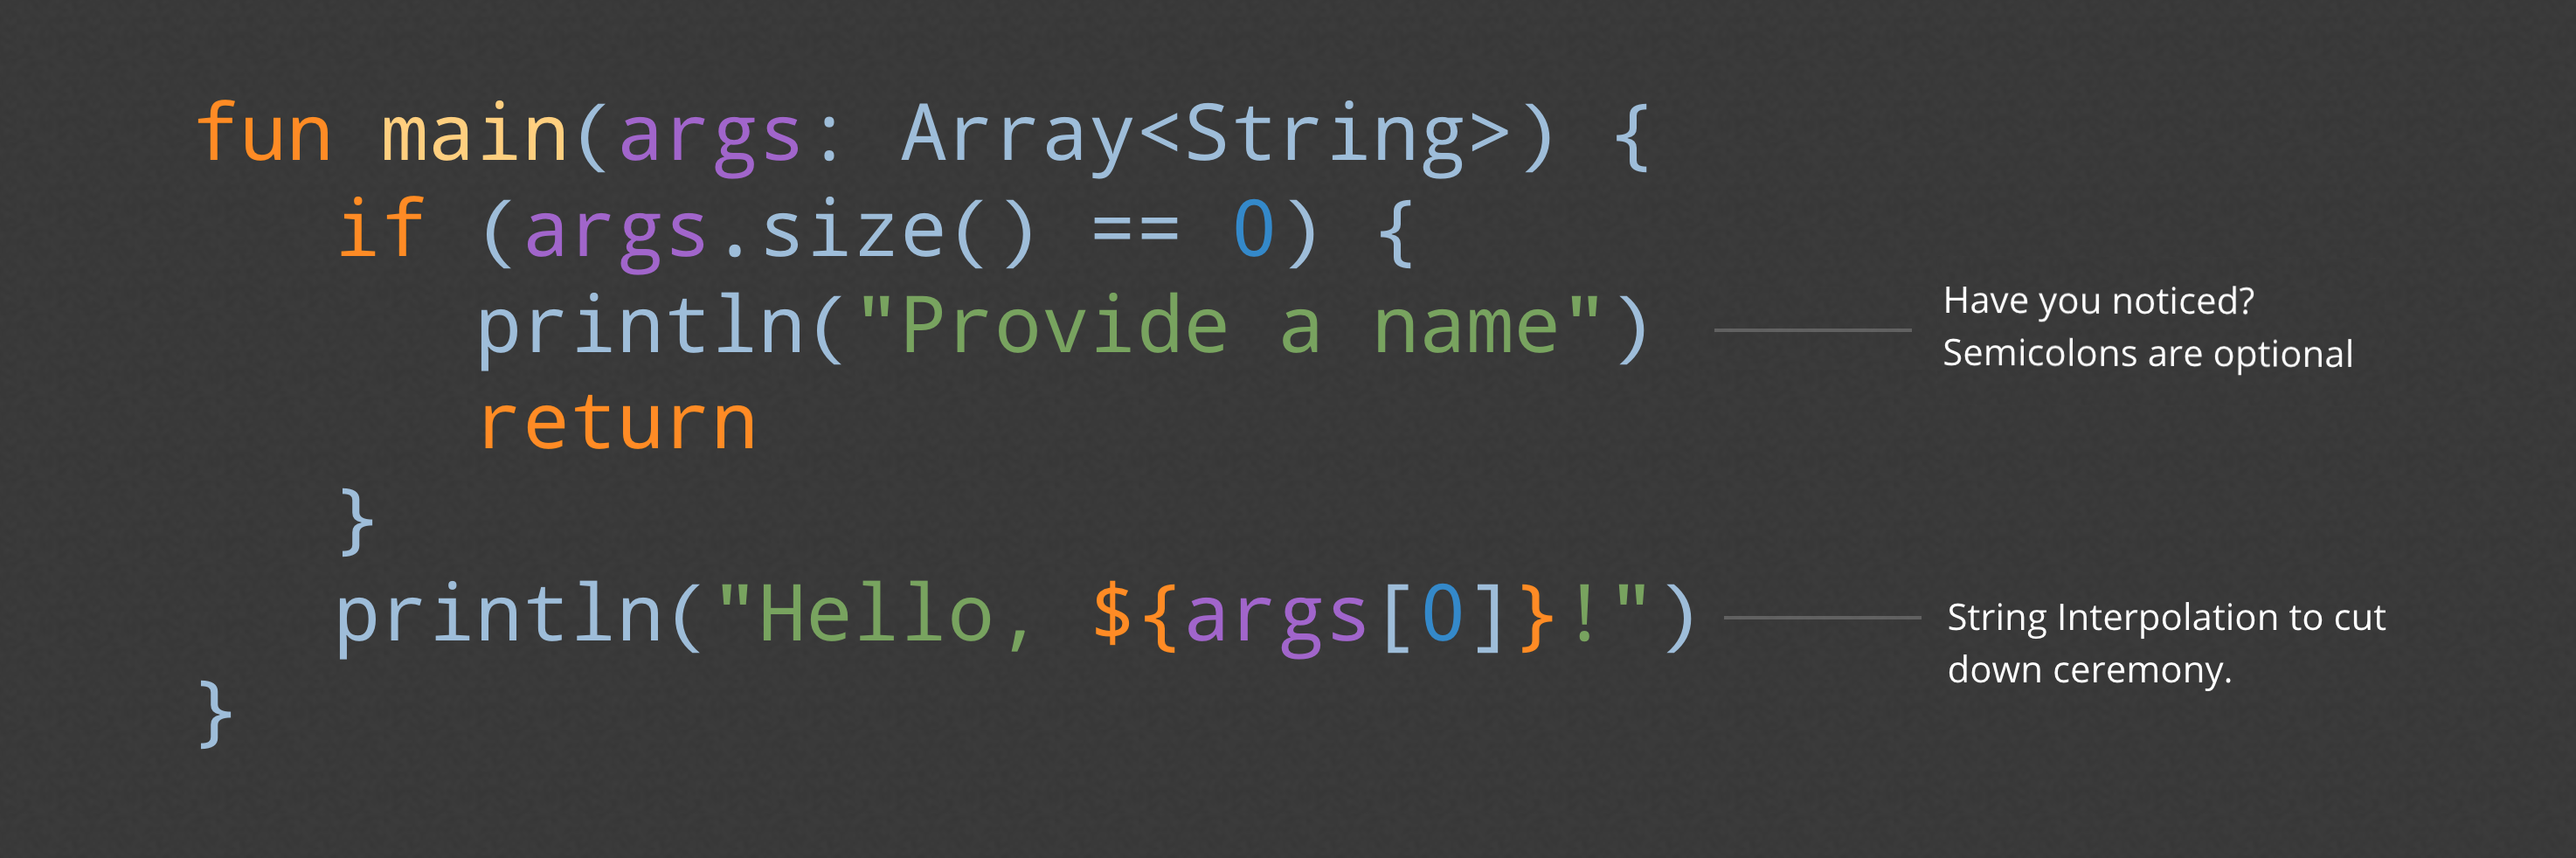 fun main(args: Array<String>) {
if (args.size() == 0) {
println("Provide a name")
return
}
println("Hello, ${args[0]}!")
}
Have you noticed?
Semicolons are optional
String Interpolation to cut
down ceremony.